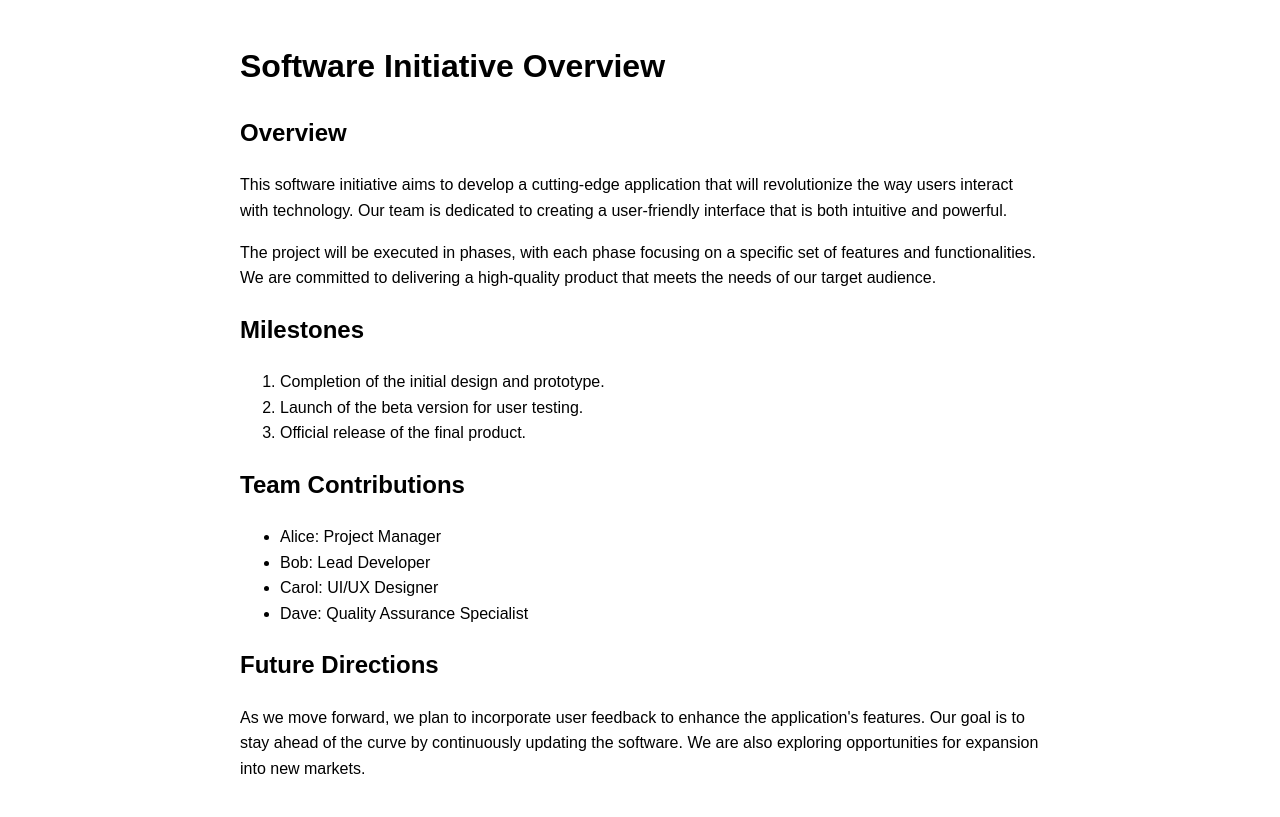 Software Initiative Overview
Overview
This software initiative aims to develop a cutting-edge application that will revolutionize the way users interact
with technology. Our team is dedicated to creating a user-friendly interface that is both intuitive and powerful.
The project will be executed in phases, with each phase focusing on a specific set of features and functionalities.
We are committed to delivering a high-quality product that meets the needs of our target audience.
Milestones
1. Completion of the initial design and prototype.
2. Launch of the beta version for user testing.
3. Official release of the final product.
Team Contributions
• Alice: Project Manager
• Bob: Lead Developer
• Carol: UI/UX Designer
• Dave: Quality Assurance Specialist
Future Directions
As we move forward, we plan to incorporate user feedback to enhance the application's features. Our goal is to
stay ahead of the curve by continuously updating the software. We are also exploring opportunities for expansion
into new markets.